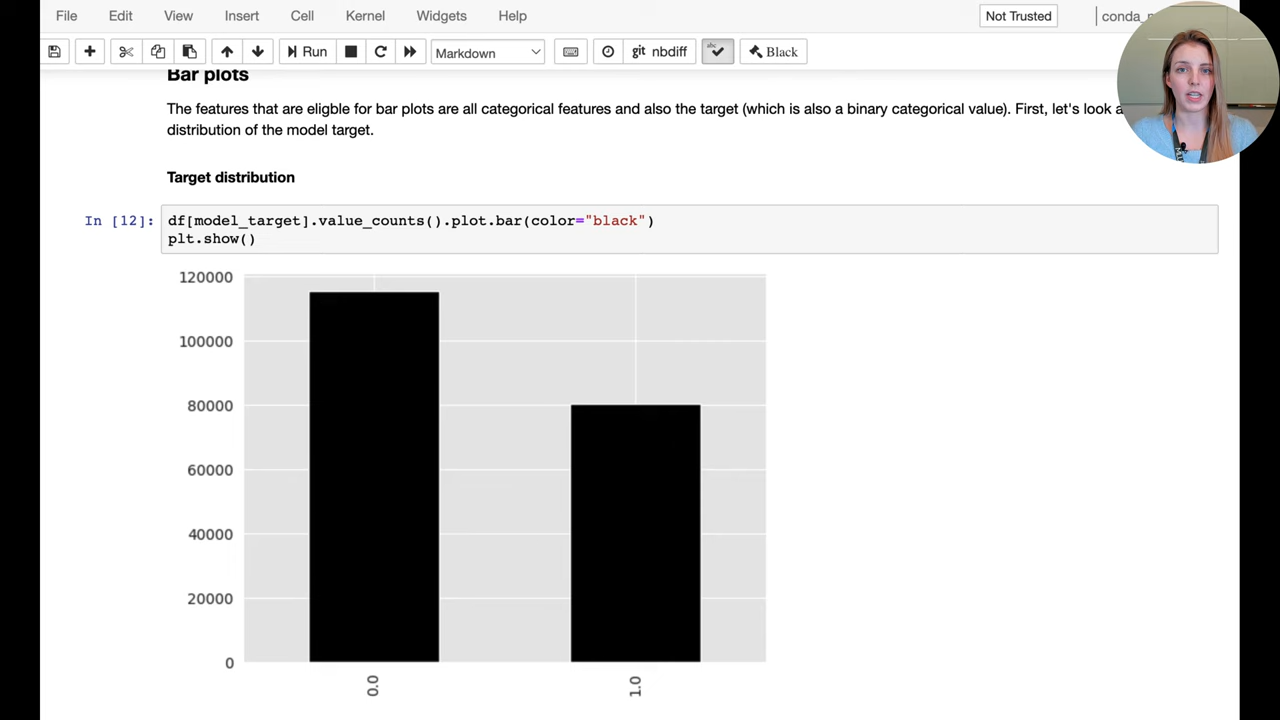 File Edit View Insert Cell Kernel Widgets Help Not Trusted conda_
Run Markdown git nbdiff abc Black
Bar plots
The features that are eligble for bar plots are all categorical features and also the target (which is also a binary categorical value). First, let's look
distribution of the model target.
Target distribution
In [12]: df[model_target].value_counts().plot.bar(color="black")
plt.show()
120000
100000
80000
60000
40000
20000
0
0.0 1.0